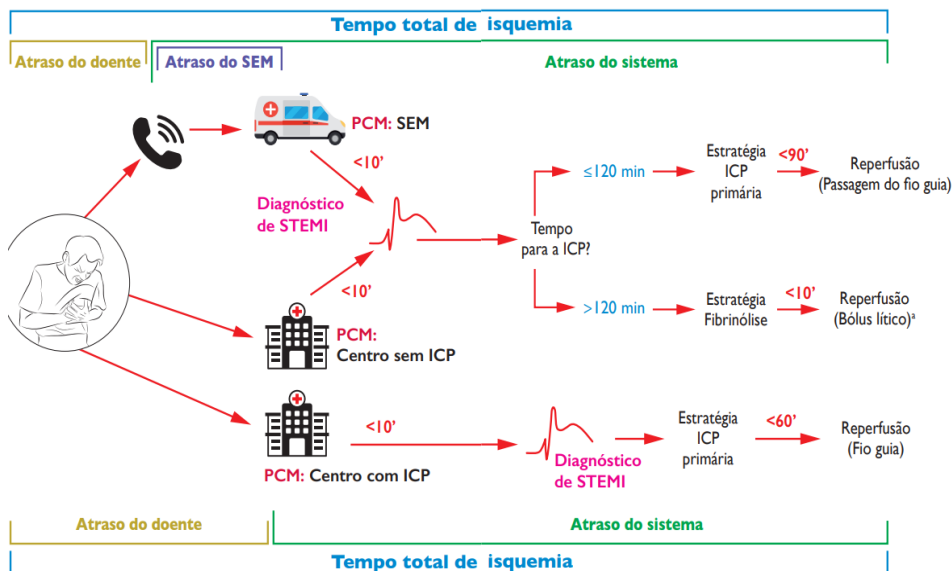 Tempo total de isquemia
Atraso do doente
Atraso do SEM
Atraso do sistema
PCM: SEM
<10’
Diagnóstico
de STEMI
<10’
PCM:
Centro sem ICP
Tempo
para a ICP?
≤120 min
Estratégia
ICP
primária
<90’
Reperfusão
(Passagem do fio guia)
>120 min
Estratégia
Fibrinólise
<10’
Reperfusão
(Bólus lítico)ª
PCM: Centro com ICP
<10’
Diagnóstico
de STEMI
Estratégia
ICP
primária
<60’
Reperfusão
(Fio guia)
Atraso do doente
Atraso do sistema
Tempo total de isquemia